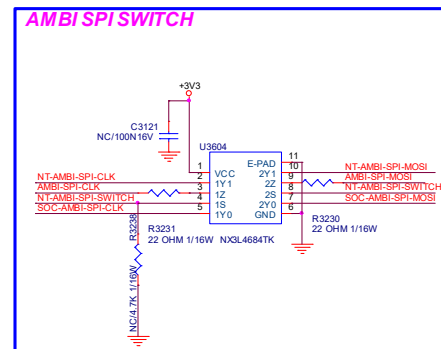 AMBI SPI SWITCH
+3V3
C3121
NC/100N16V
U3604
E-PAD 11
1 VCC 2Y1 10
2 1Y1 2Z 9
3 1Z 2S 8
4 1S 2Y0 7
5 1Y0 GND 6
NT-AMBI-SPI-CLK
AMBI-SPI-CLK
NT-AMBI-SPI-SWITCH
SOC-AMBI-SPI-CLK
NT-AMBI-SPI-MOSI
AMBI-SPI-MOSI
NT-AMBI-SPI-SWITCH
SOC-AMBI-SPI-MOSI
R3231
22 OHM 1/16W
NX3L4684TK
R3230
22 OHM 1/16W
R3238
NC/4.7K 1/16W